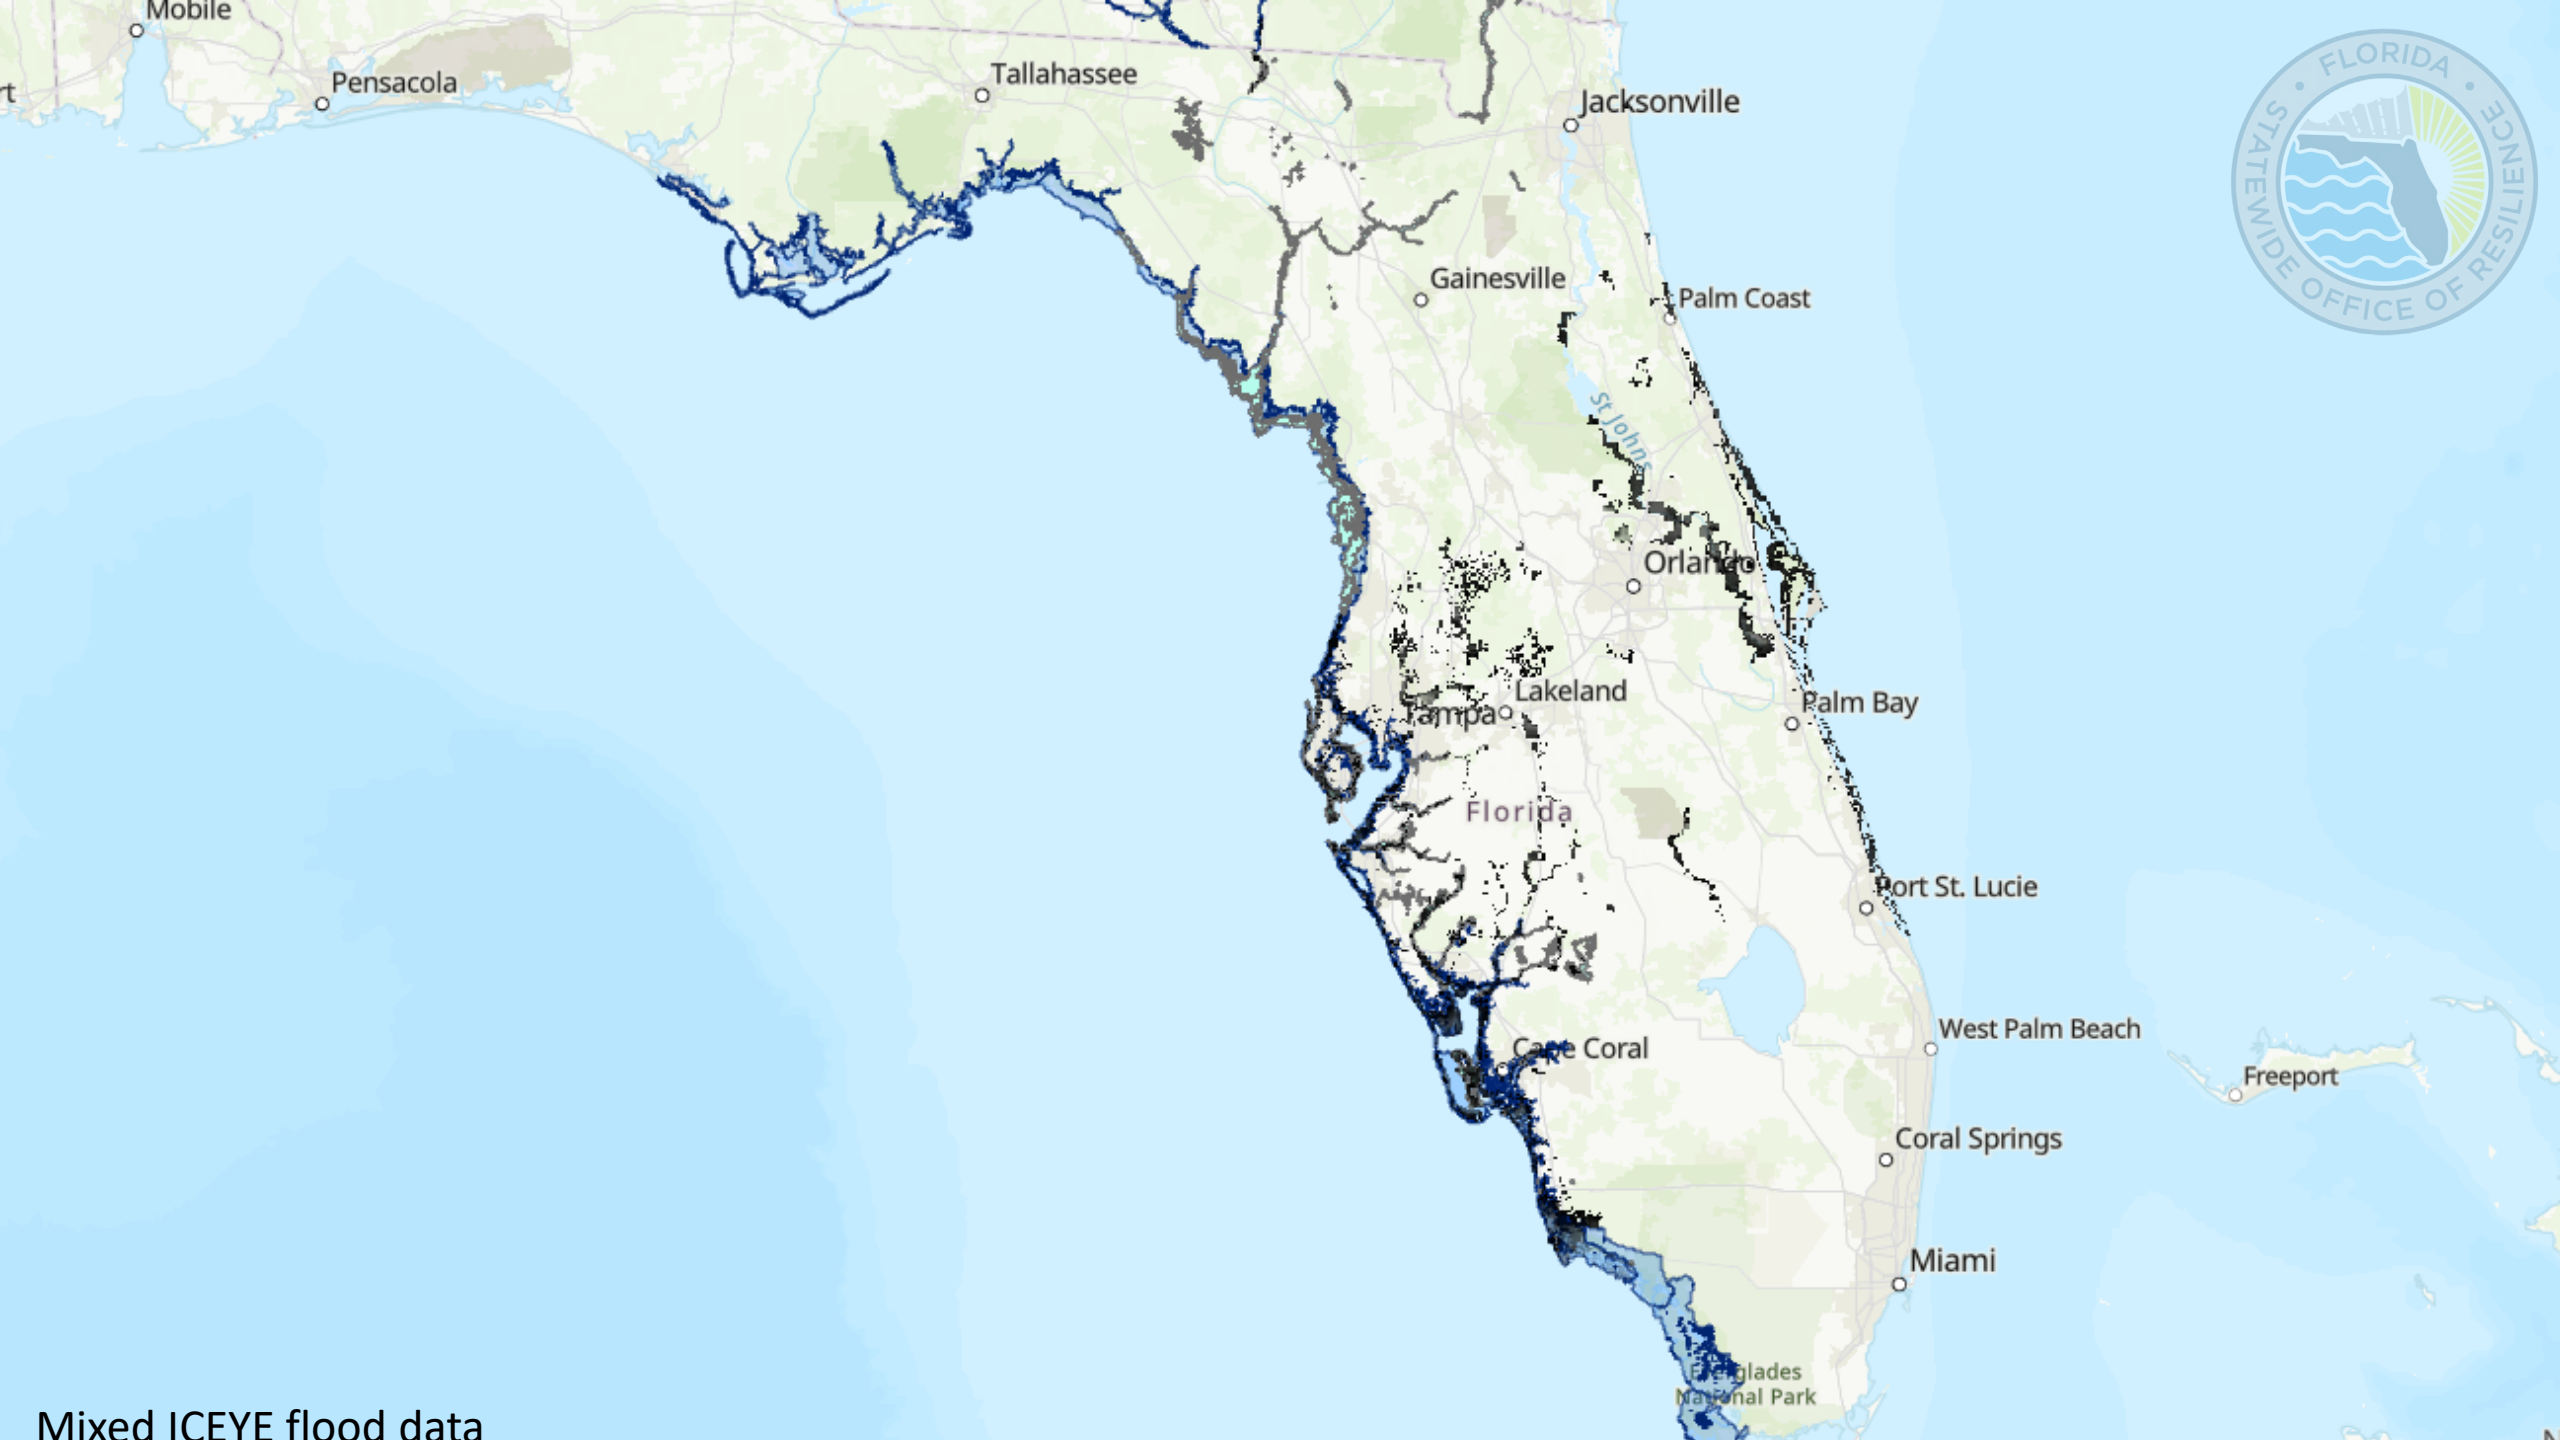 Mobile
rt
Pensacola
Tallahassee
Jacksonville
FLORIDA
STATEWIDE OFFICE OF RESILIENCE
Gainesville
Palm Coast
St Johns
Orlando
Lakeland
Tampa
Palm Bay
Florida
Port St. Lucie
Cape Coral
West Palm Beach
Freeport
Coral Springs
Miami
Everglades
National Park
Mixed ICEYE flood data